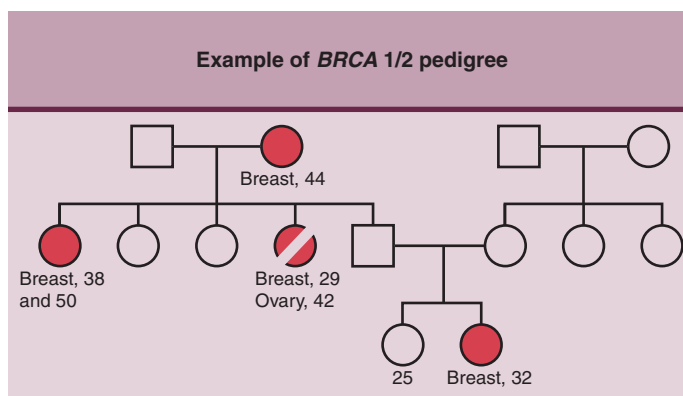 Example of BRCA 1/2 pedigree
Breast, 44
Breast, 38
and 50
Breast, 29
Ovary, 42
25
Breast, 32